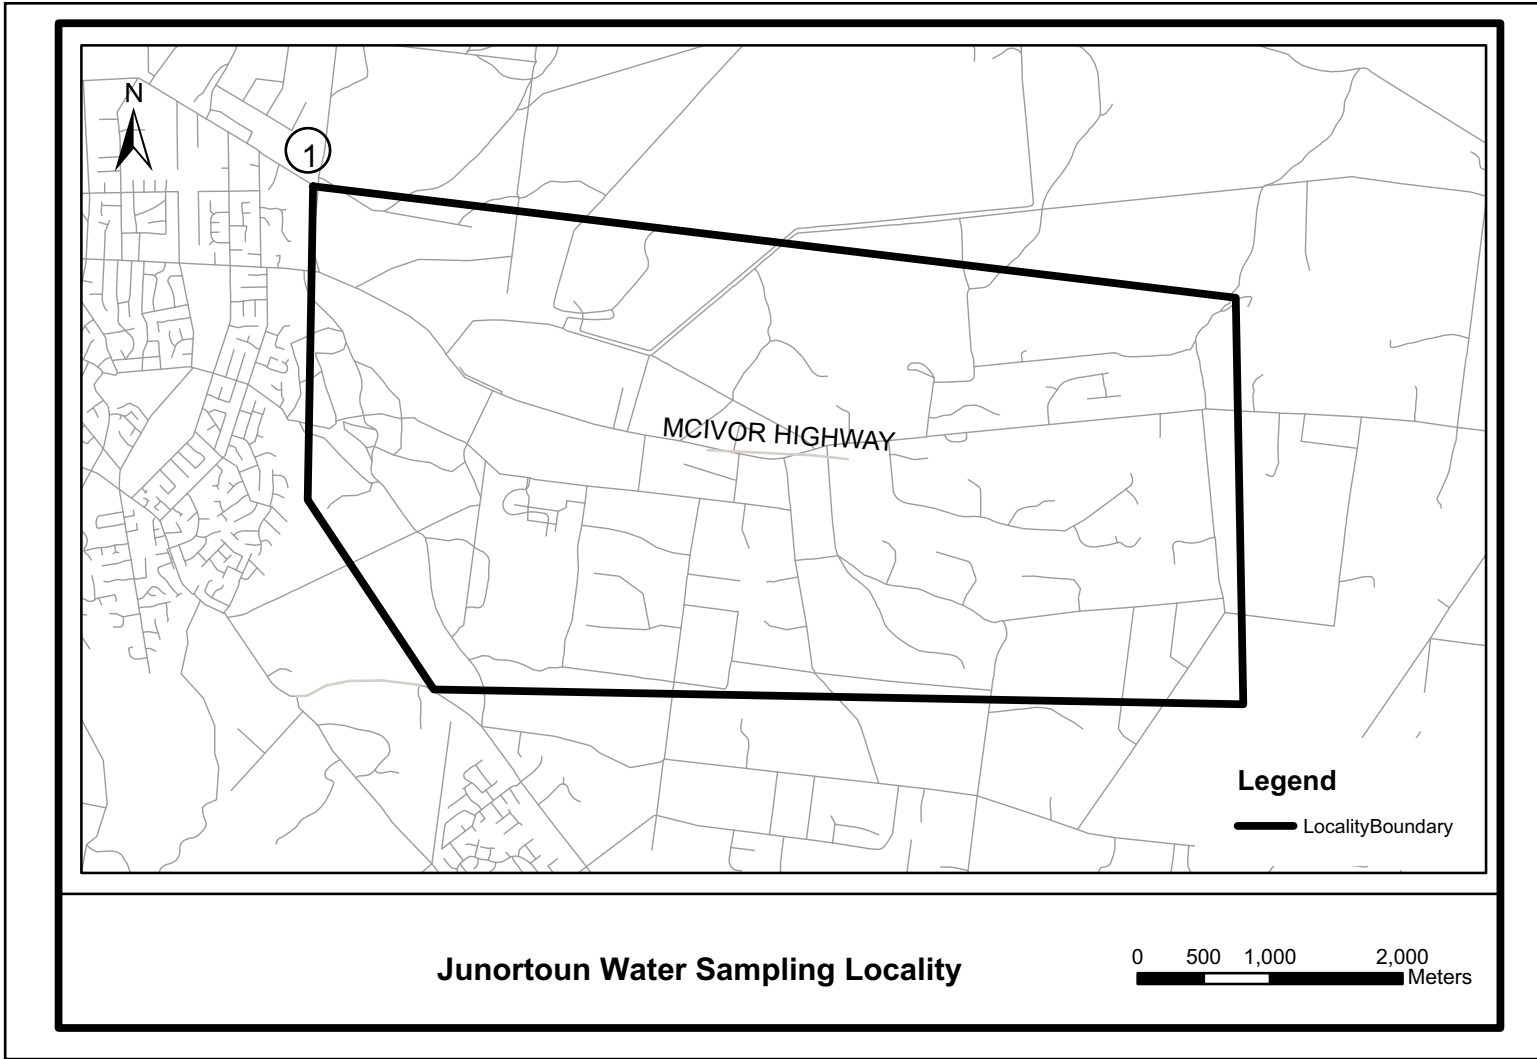 N
1
MCIVOR HIGHWAY
Legend
LocalityBoundary
Junortoun Water Sampling Locality
0 500 1,000 2,000
Meters